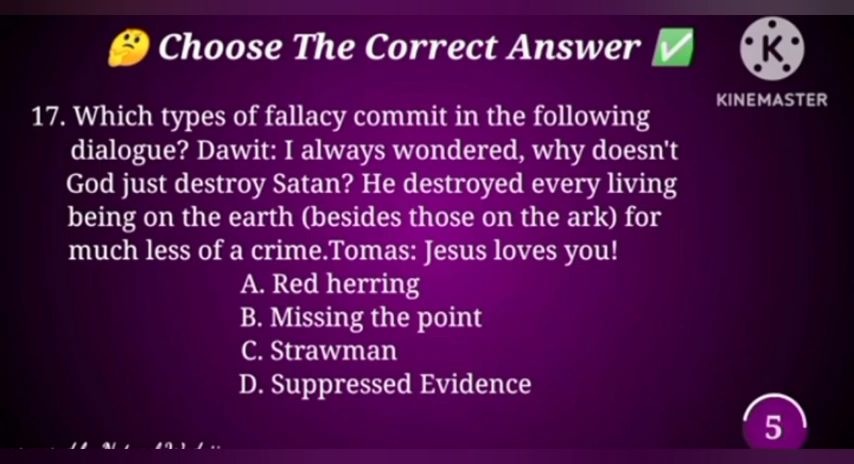 🤔 Choose The Correct Answer ✅
K
KINEMASTER
17. Which types of fallacy commit in the following
dialogue? Dawit: I always wondered, why doesn't
God just destroy Satan? He destroyed every living
being on the earth (besides those on the ark) for
much less of a crime.Tomas: Jesus loves you!
A. Red herring
B. Missing the point
C. Strawman
D. Suppressed Evidence
5